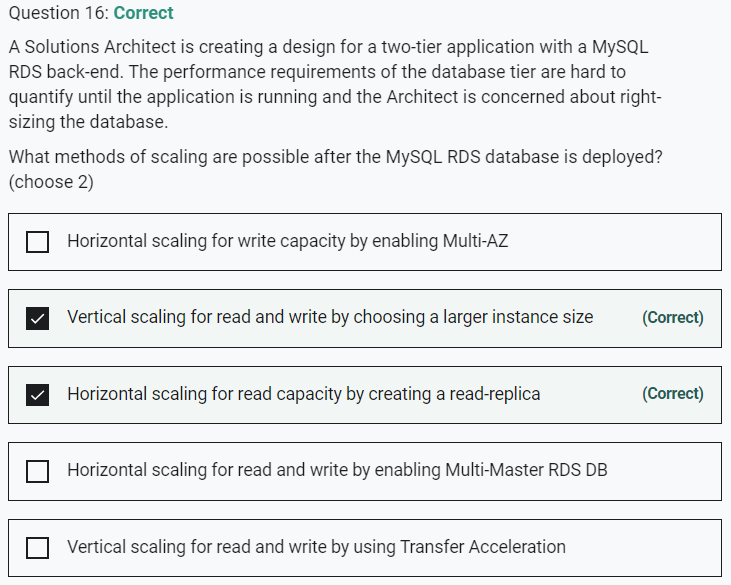 Question 16: Correct
A Solutions Architect is creating a design for a two-tier application with a MySQL
RDS back-end. The performance requirements of the database tier are hard to
quantify until the application is running and the Architect is concerned about right-
sizing the database.
What methods of scaling are possible after the MySQL RDS database is deployed?
(choose 2)
Horizontal scaling for write capacity by enabling Multi-AZ
Vertical scaling for read and write by choosing a larger instance size (Correct)
Horizontal scaling for read capacity by creating a read-replica (Correct)
Horizontal scaling for read and write by enabling Multi-Master RDS DB
Vertical scaling for read and write by using Transfer Acceleration